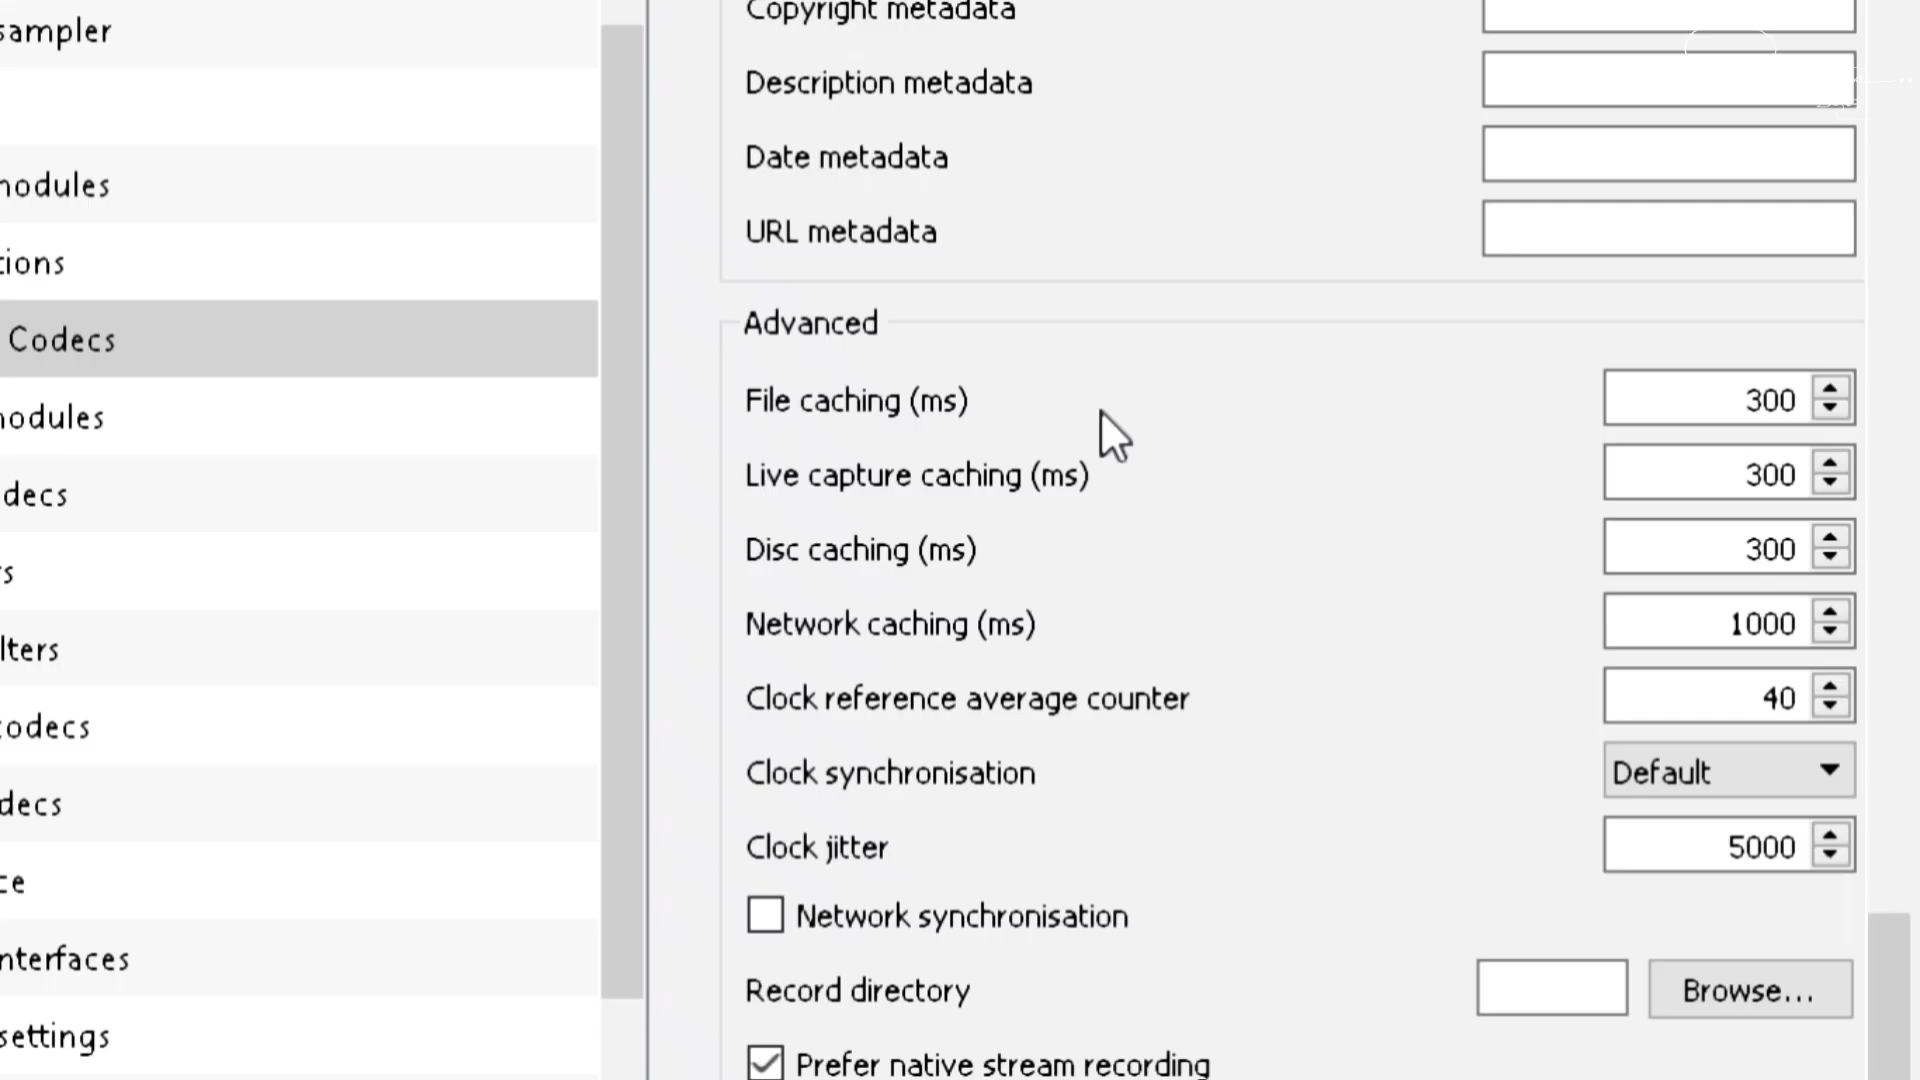 sampler
modules
tions
Codecs
modules
decs
rs
lters
codecs
decs
ce
nterfaces
settings
Copyright metadata
Description metadata
Date metadata
URL metadata
Advanced
File caching (ms) 300
Live capture caching (ms) 300
Disc caching (ms) 300
Network caching (ms) 1000
Clock reference average counter 40
Clock synchronisation Default
Clock jitter 5000
Network synchronisation
Record directory Browse...
Prefer native stream recording